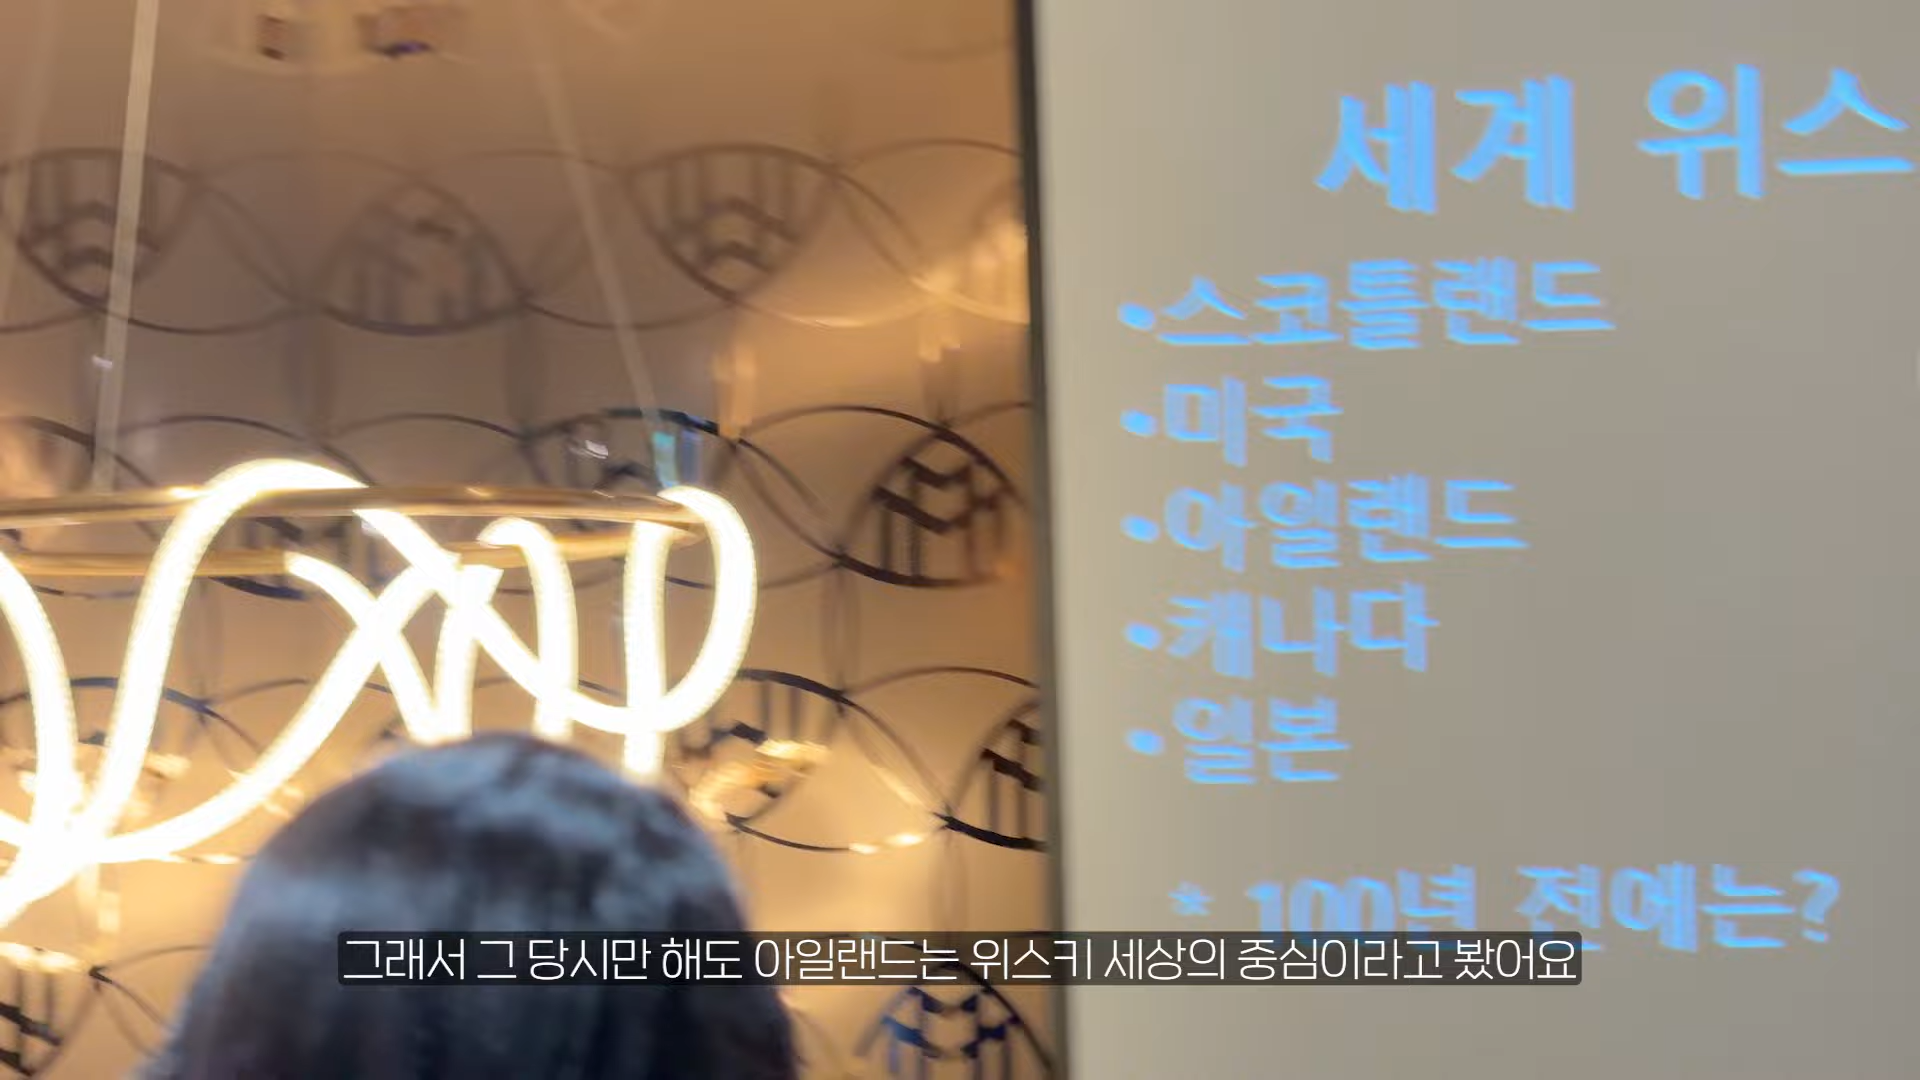 세계 위스
•스코틀랜드
•미국
•아일랜드
•캐나다
•일본
* 100년 전에는?
그래서 그 당시만 해도 아일랜드는 위스키 세상의 중심이라고 봤어요